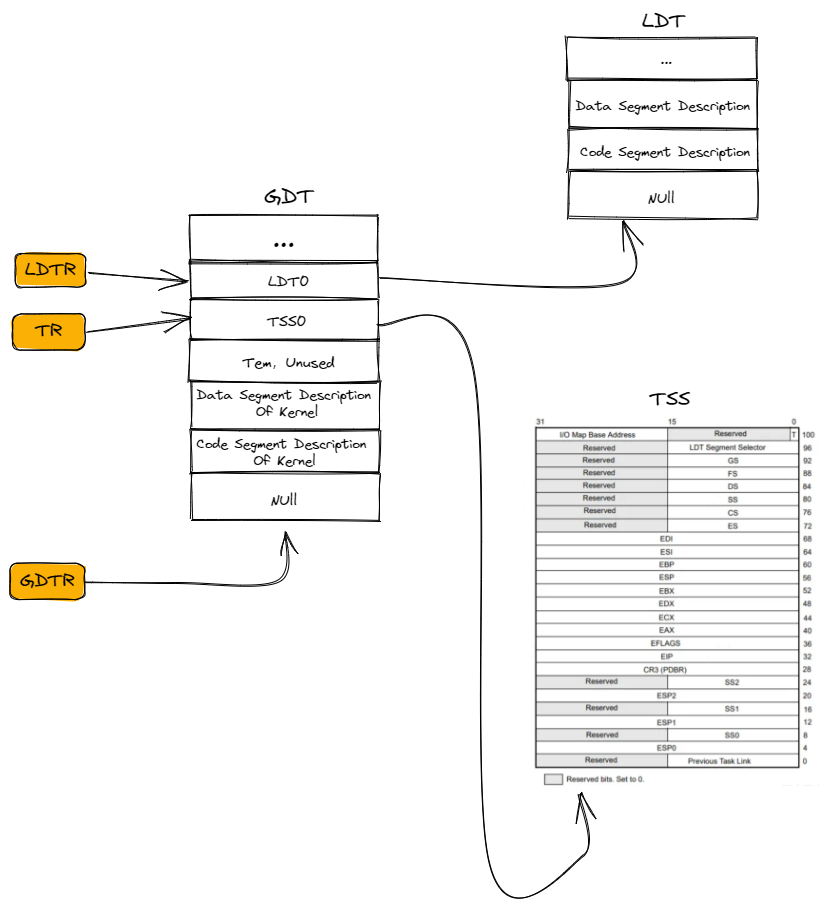 LDT
...
Data Segment Description
Code Segment Description
Null
GDT
...
LDT0
TSS0
Tem, Unused
Data Segment Description
Of Kernel
Code Segment Description
Of Kernel
Null
LDTR
TR
GDTR
TSS
31 15 0
I/O Map Base Address Reserved T 100
Reserved LDT Segment Selector 96
Reserved GS 92
Reserved FS 88
Reserved DS 84
Reserved SS 80
Reserved CS 76
Reserved ES 72
EDI 68
ESI 64
EBP 60
ESP 56
EBX 52
EDX 48
ECX 44
EAX 40
EFLAGS 36
EIP 32
CR3 (PDBR) 28
Reserved SS2 24
ESP2 20
Reserved SS1 16
ESP1 12
Reserved SS0 8
ESP0 4
Reserved Previous Task Link 0
Reserved bits. Set to 0.